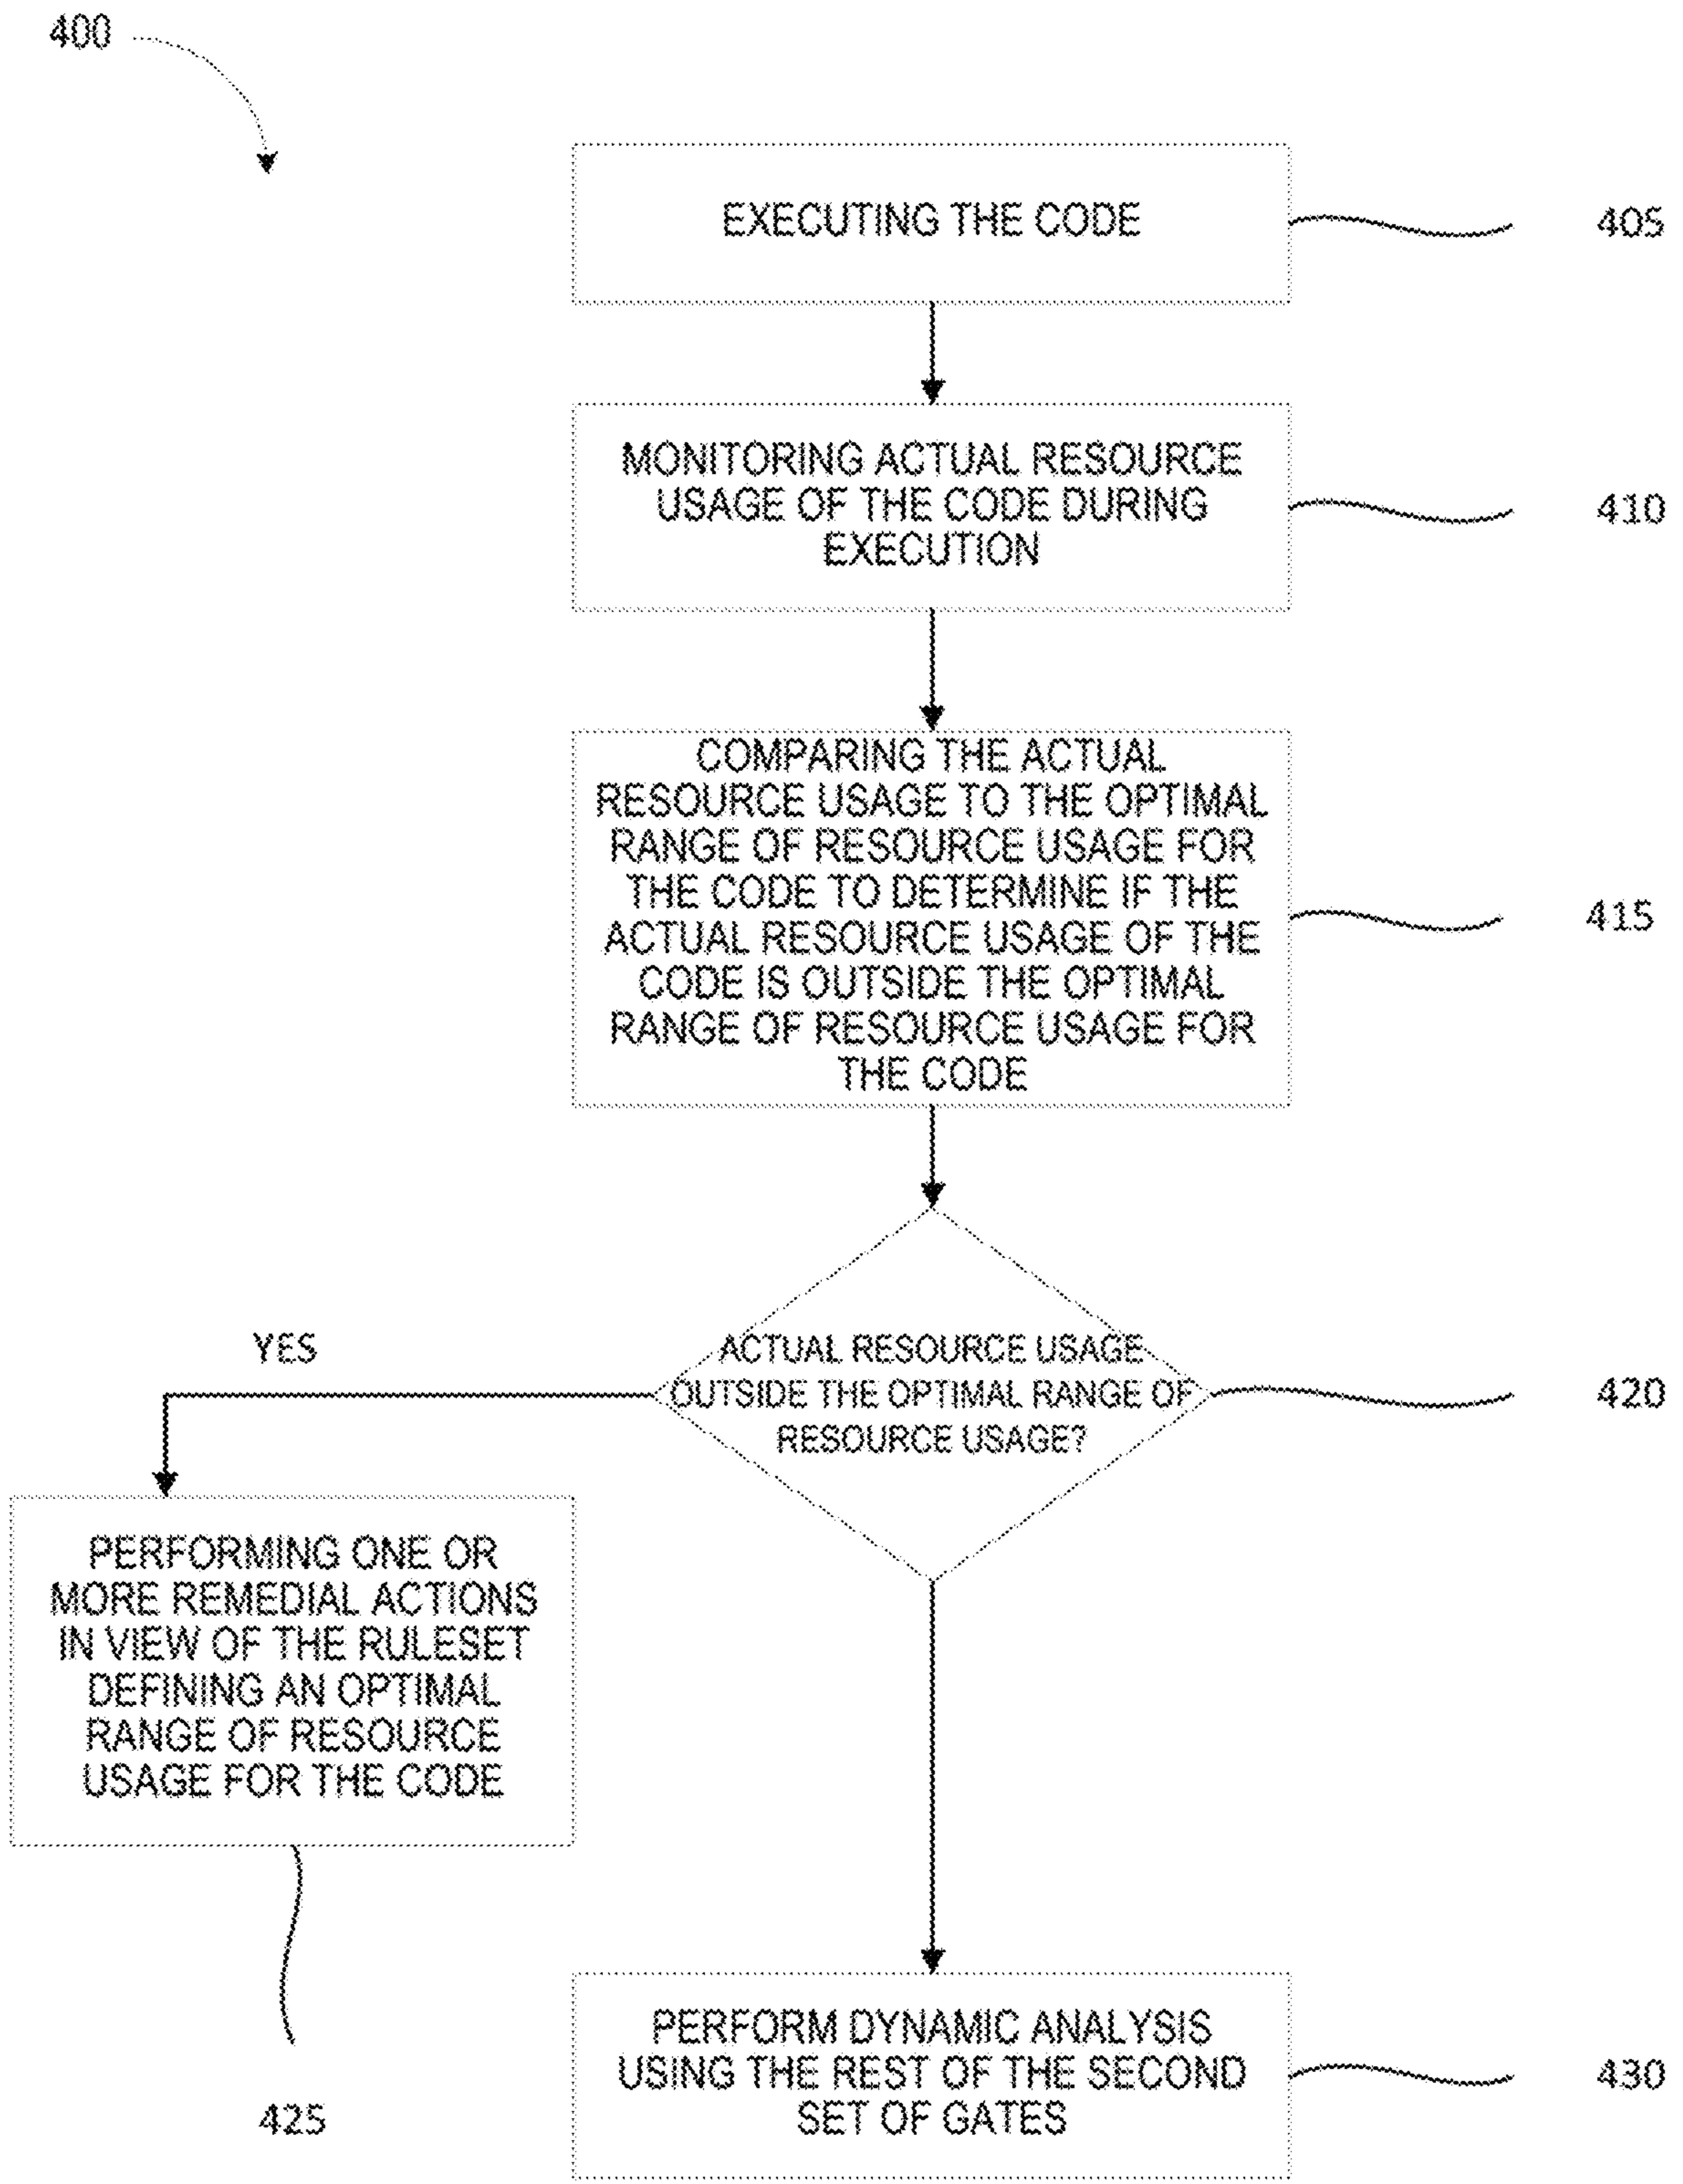 400
EXECUTING THE CODE
405
MONITORING ACTUAL RESOURCE
USAGE OF THE CODE DURING
EXECUTION
410
COMPARING THE ACTUAL
RESOURCE USAGE TO THE OPTIMAL
RANGE OF RESOURCE USAGE FOR
THE CODE TO DETERMINE IF THE
ACTUAL RESOURCE USAGE OF THE
CODE IS OUTSIDE THE OPTIMAL
RANGE OF RESOURCE USAGE FOR
THE CODE
415
YES
ACTUAL RESOURCE USAGE
OUTSIDE THE OPTIMAL RANGE OF
RESOURCE USAGE?
420
PERFORMING ONE OR
MORE REMEDIAL ACTIONS
IN VIEW OF THE RULESET
DEFINING AN OPTIMAL
RANGE OF RESOURCE
USAGE FOR THE CODE
425
PERFORM DYNAMIC ANALYSIS
USING THE REST OF THE SECOND
SET OF GATES
430